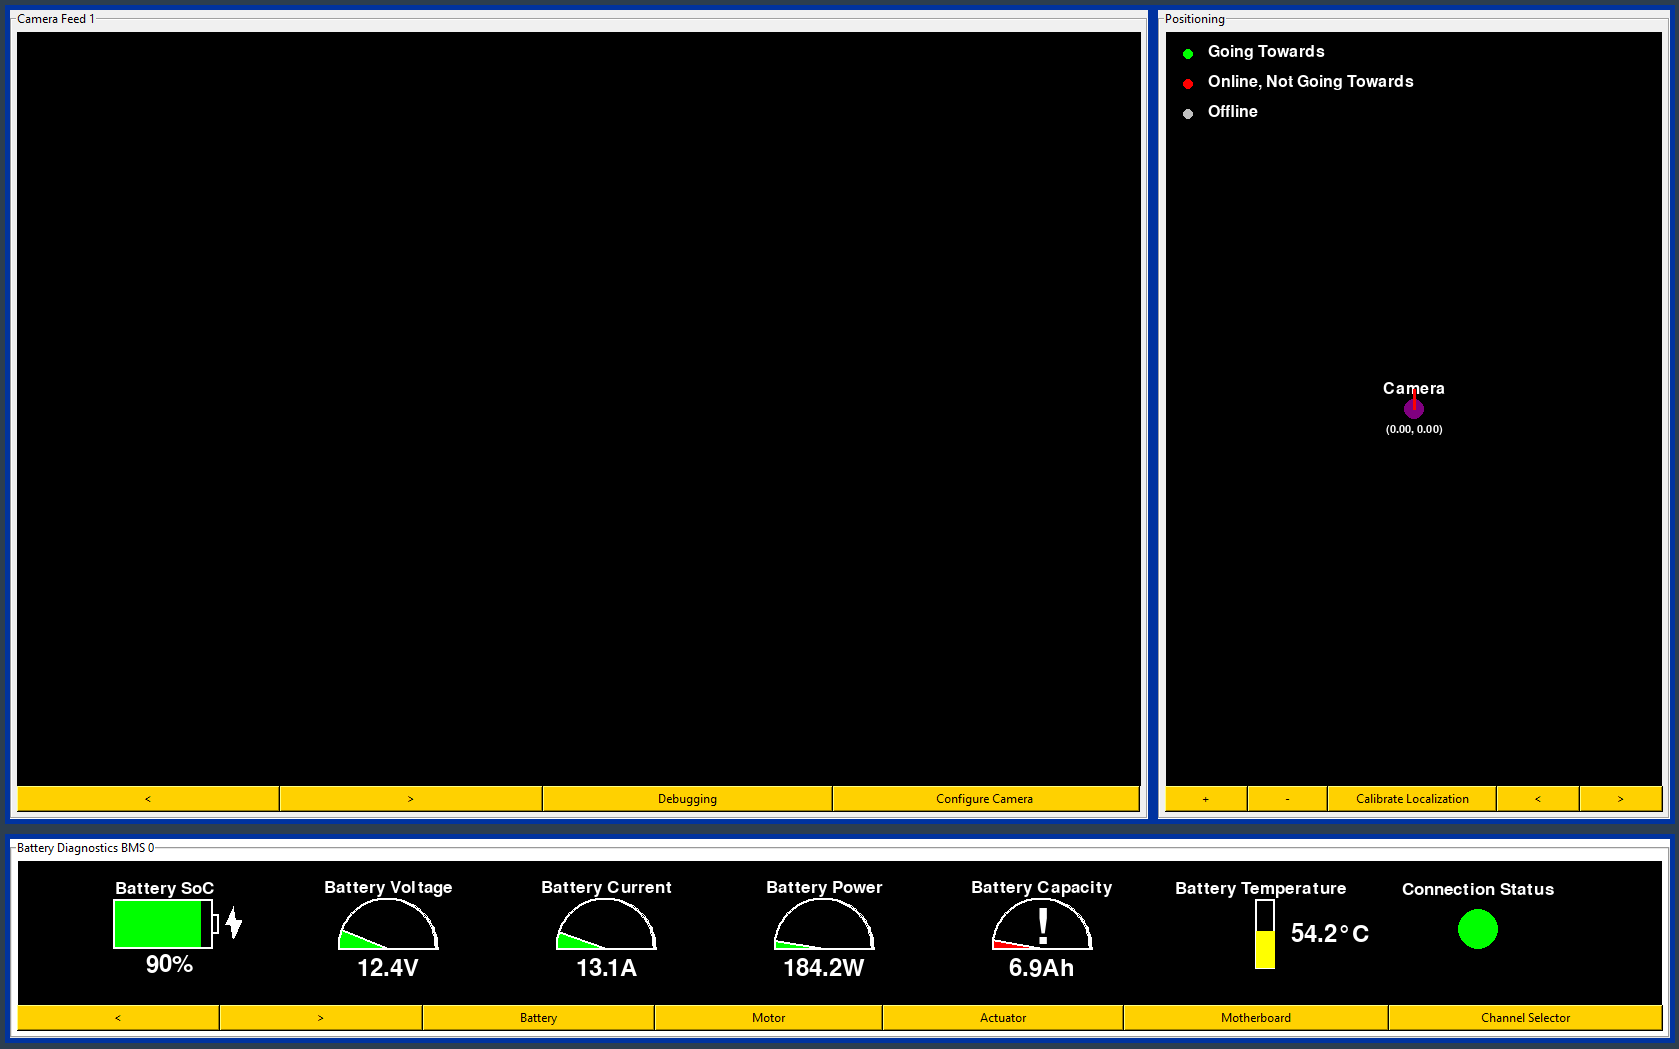 Camera Feed 1
Positioning
Going Towards
Online, Not Going Towards
Offline
Camera
(0.00, 0.00)
< > Debugging Configure Camera
+ - Calibrate Localization < >
Battery Diagnostics BMS 0
Battery SoC Battery Voltage Battery Current Battery Power Battery Capacity Battery Temperature Connection Status
!
90% 12.4V 13.1A 184.2W 6.9Ah 54.2°C
< > Battery Motor Actuator Motherboard Channel Selector